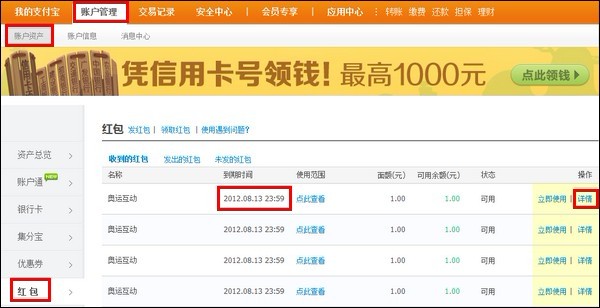 我的支付宝 账户管理 交易记录 安全中心 | 会员专享 | 应用中心 | 转账 缴费 还款 担保 理财
账户资产 账户信息 消息中心
凭信用卡号领钱! 最高1000元 点此领钱
红包 发红包 | 领取红包 | 使用遇到问题?
资产总览
账户通
银行卡
集分宝
优惠券
红包
收到的红包 发出的红包 未发的红包
名称 到期时间 使用范围 面额(元) 可用余额(元) 状态 操作
奥运互动 2012.08.13 23:59 点此查看 1.00 1.00 可用 立即使用 | 详情
奥运互动 2012.08.13 23:59 点此查看 1.00 1.00 可用 立即使用 | 详情
奥运互动 2012.08.13 23:59 点此查看 1.00 1.00 可用 立即使用 | 详情
奥运互动 2012.08.13 23:59 点此查看 1.00 1.00 可用 立即使用 | 详情